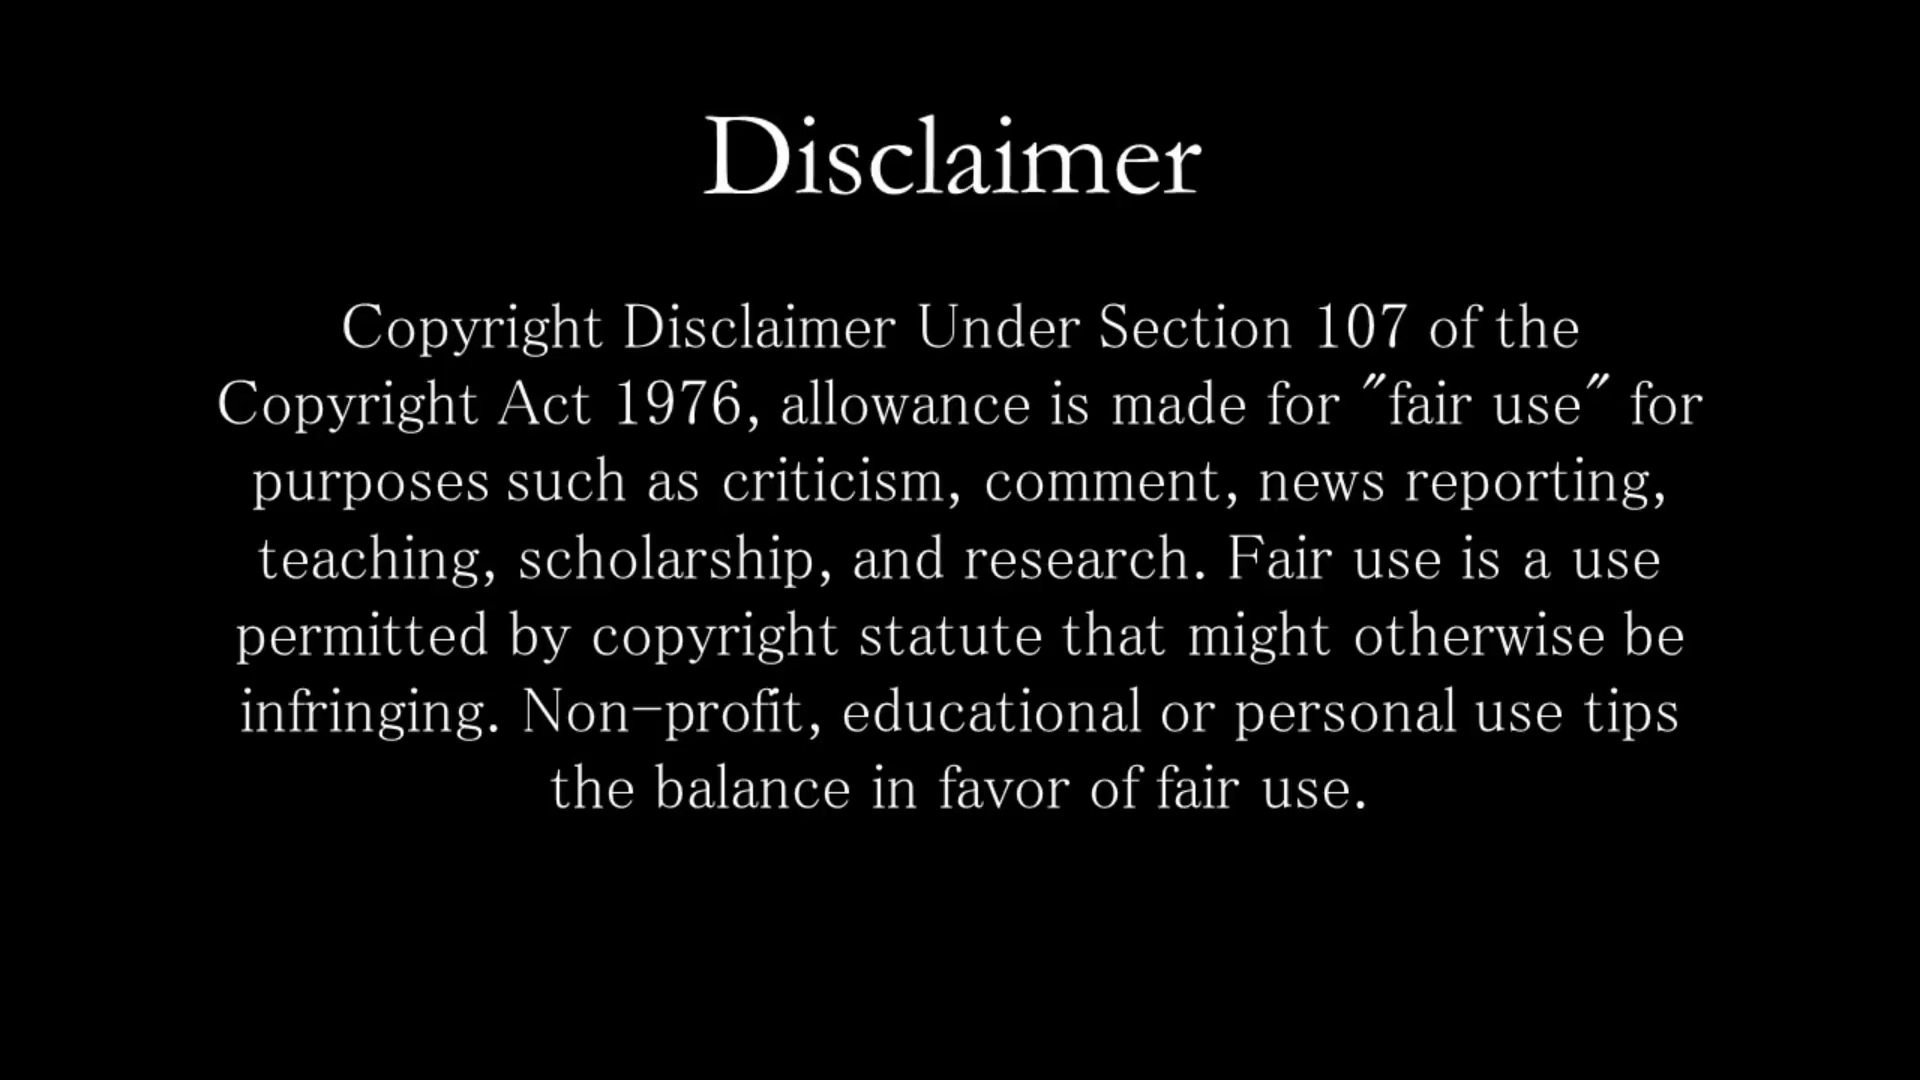 Disclaimer
Copyright Disclaimer Under Section 107 of the
Copyright Act 1976, allowance is made for "fair use" for
purposes such as criticism, comment, news reporting,
teaching, scholarship, and research. Fair use is a use
permitted by copyright statute that might otherwise be
infringing. Non-profit, educational or personal use tips
the balance in favor of fair use.